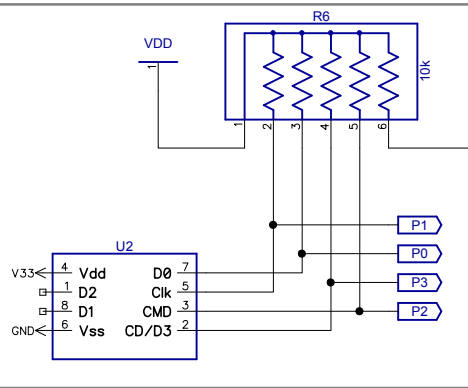 R6
VDD
10k
1
1 2 3 4 5 6
P1
P0
P3
P2
U2
V33 4 Vdd D0 7
1 D2 Clk 5
8 D1 CMD 3
GND 6 Vss CD/D3 2